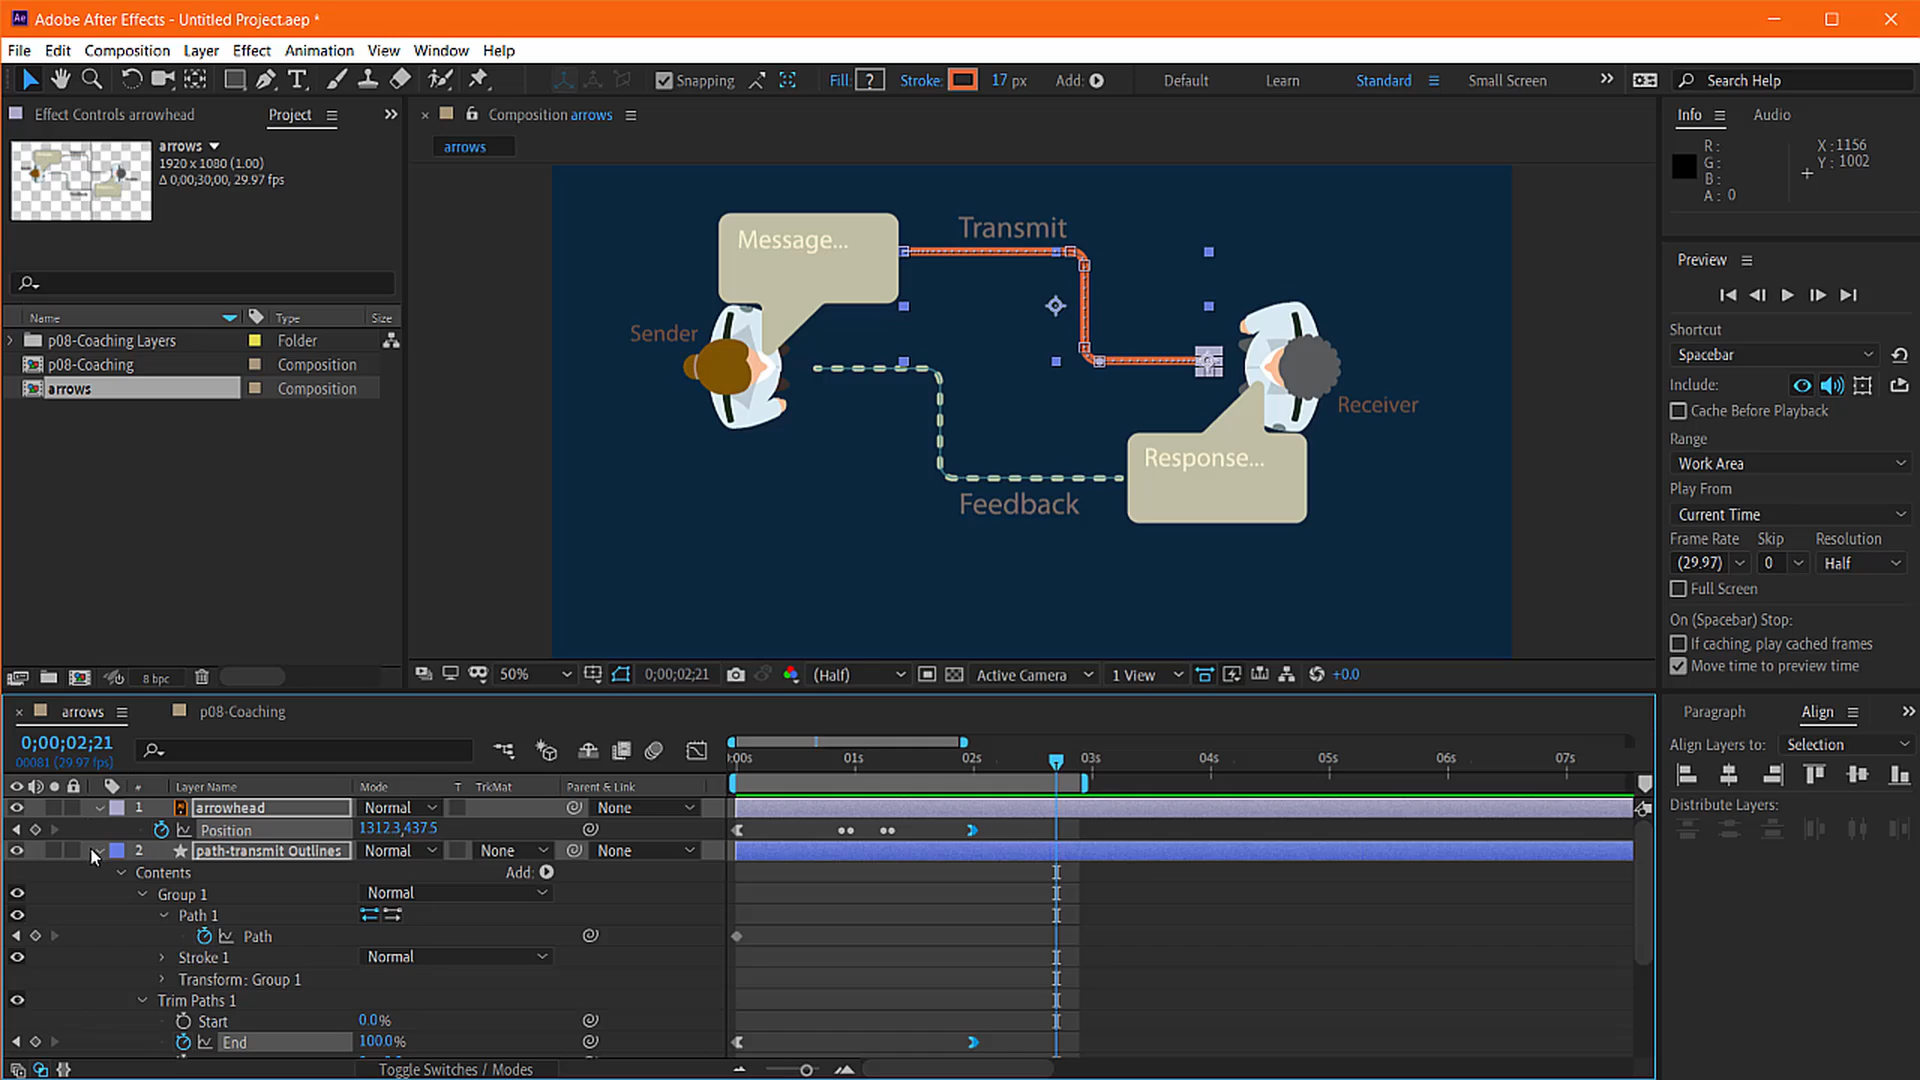 Ae Adobe After Effects - Untitled Project.aep *
File Edit Composition Layer Effect Animation View Window Help
Snapping Fill: ? Stroke: 17 px Add: Default Learn Standard Small Screen Search Help
Effect Controls arrowhead Project
arrows
1920 x 1080 (1.00)
Δ 0;00;30;00, 29.97 fps
Name Type Size
p08-Coaching Layers Folder
p08-Coaching Composition
arrows Composition
8 bpc
Composition arrows
arrows
Message...
Transmit
Sender
Receiver
Response...
Feedback
50% 0;00;02;21 (Half) Active Camera 1 View +0.0
Info Audio
R: X: 1156
G: Y: 1002
B:
A: 0
Preview
Shortcut
Spacebar
Include:
Cache Before Playback
Range
Work Area
Play From
Current Time
Frame Rate Skip Resolution
(29.97) 0 Half
Full Screen
On (Spacebar) Stop:
If caching, play cached frames
Move time to preview time
Paragraph Align
Align Layers to: Selection
Distribute Layers:
arrows p08-Coaching
0;00;02;21
00081 (29.97 fps)
:00s 01s 02s 03s 04s 05s 06s 07s
# Layer Name Mode T TrkMat Parent & Link
1 arrowhead Normal None
Position 1312.3,437.5
2 path-transmit Outlines Normal None None
Contents Add:
Group 1 Normal
Path 1
Path
Stroke 1 Normal
Transform: Group 1
Trim Paths 1
Start 0.0%
End 100.0%
Toggle Switches / Modes